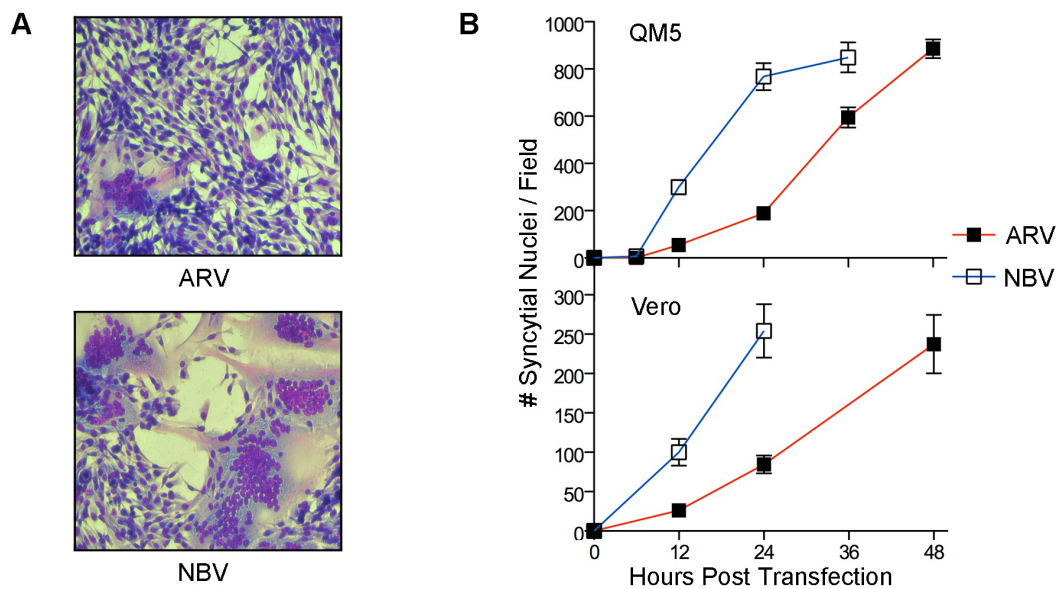 A
ARV
NBV
B
QM5
1000
800
600
400
200
0
Vero
300
250
200
150
100
50
0
0 12 24 36 48
# Syncytial Nuclei / Field
Hours Post Transfection
ARV
NBV